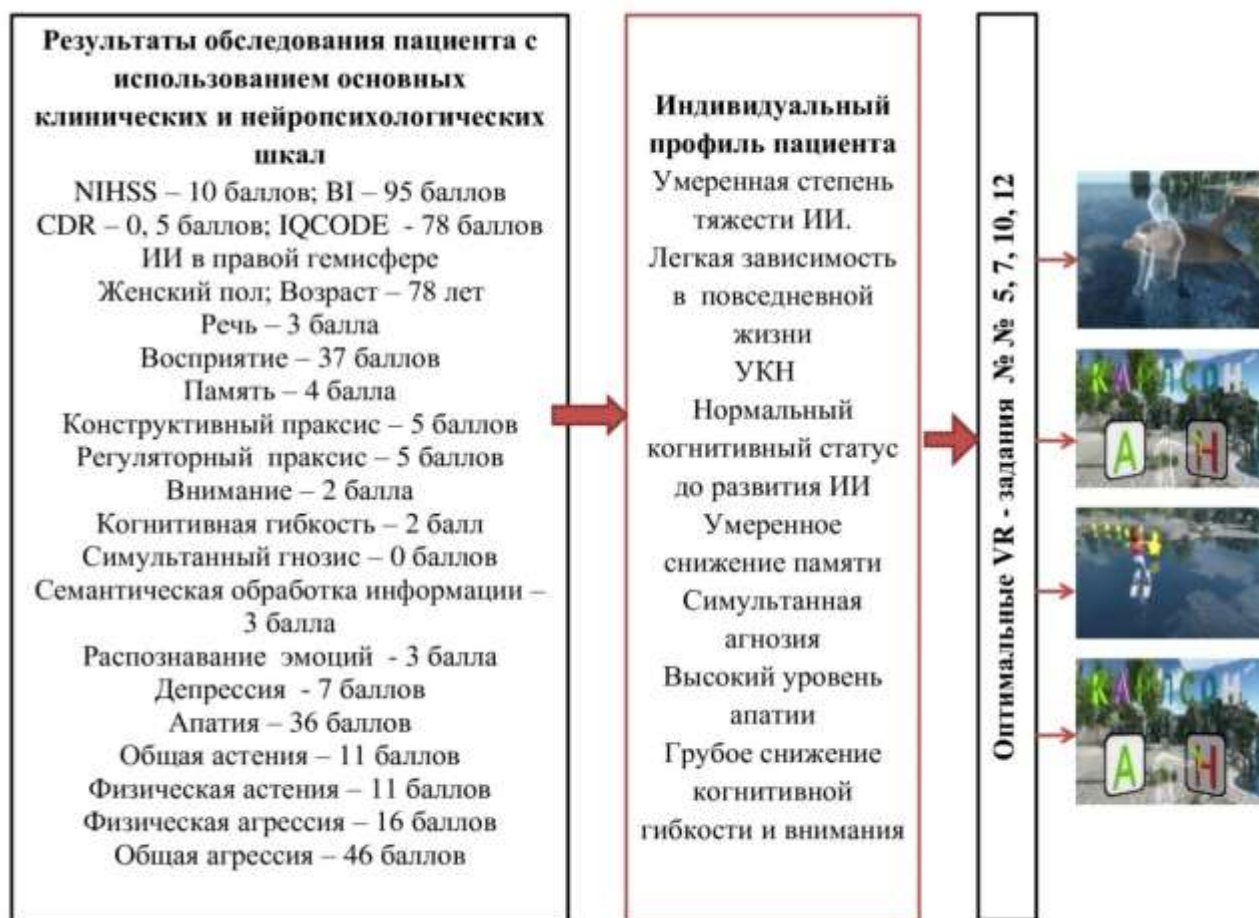 Результаты обследования пациента с
использованием основных
клинических и нейропсихологических
шкал
NIHSS – 10 баллов; BI – 95 баллов
CDR – 0, 5 баллов; IQCODE - 78 баллов
ИИ в правой гемисфере
Женский пол; Возраст – 78 лет
Речь – 3 балла
Восприятие – 37 баллов
Память – 4 балла
Конструктивный праксис – 5 баллов
Регуляторный праксис – 5 баллов
Внимание – 2 балла
Когнитивная гибкость – 2 балл
Симультанный гнозис – 0 баллов
Семантическая обработка информации –
3 балла
Распознавание эмоций - 3 балла
Депрессия - 7 баллов
Апатия – 36 баллов
Общая астения – 11 баллов
Физическая астения – 11 баллов
Физическая агрессия – 16 баллов
Общая агрессия – 46 баллов
Индивидуальный
профиль пациента
Умеренная степень
тяжести ИИ.
Легкая зависимость
в повседневной
жизни
УКН
Нормальный
когнитивный статус
до развития ИИ
Умеренное
снижение памяти
Симультанная
агнозия
Высокий уровень
апатии
Грубое снижение
когнитивной
гибкости и внимания
Оптимальные VR - задания № № 5, 7, 10, 12
КАРЛСОН
А Н
КАРЛСОН
А Н